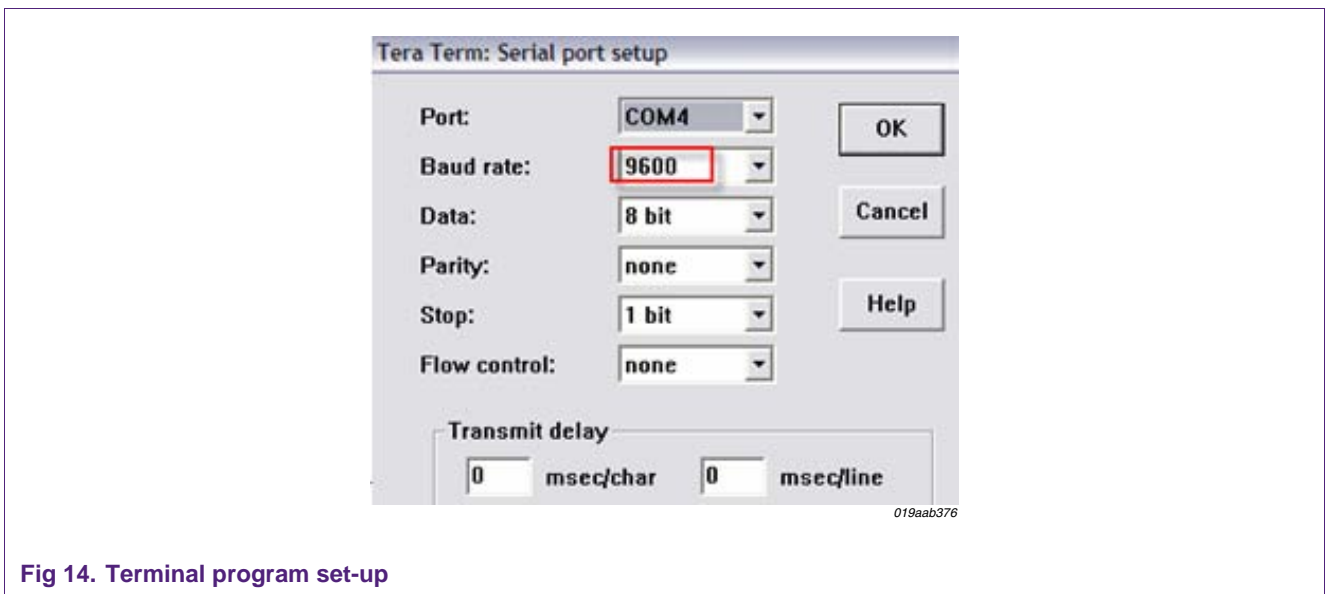 Tera Term: Serial port setup
Port: COM4 OK
Baud rate: 9600
Data: 8 bit Cancel
Parity: none
Stop: 1 bit Help
Flow control: none
Transmit delay
0 msec/char 0 msec/line
019aab376
Fig 14. Terminal program set-up